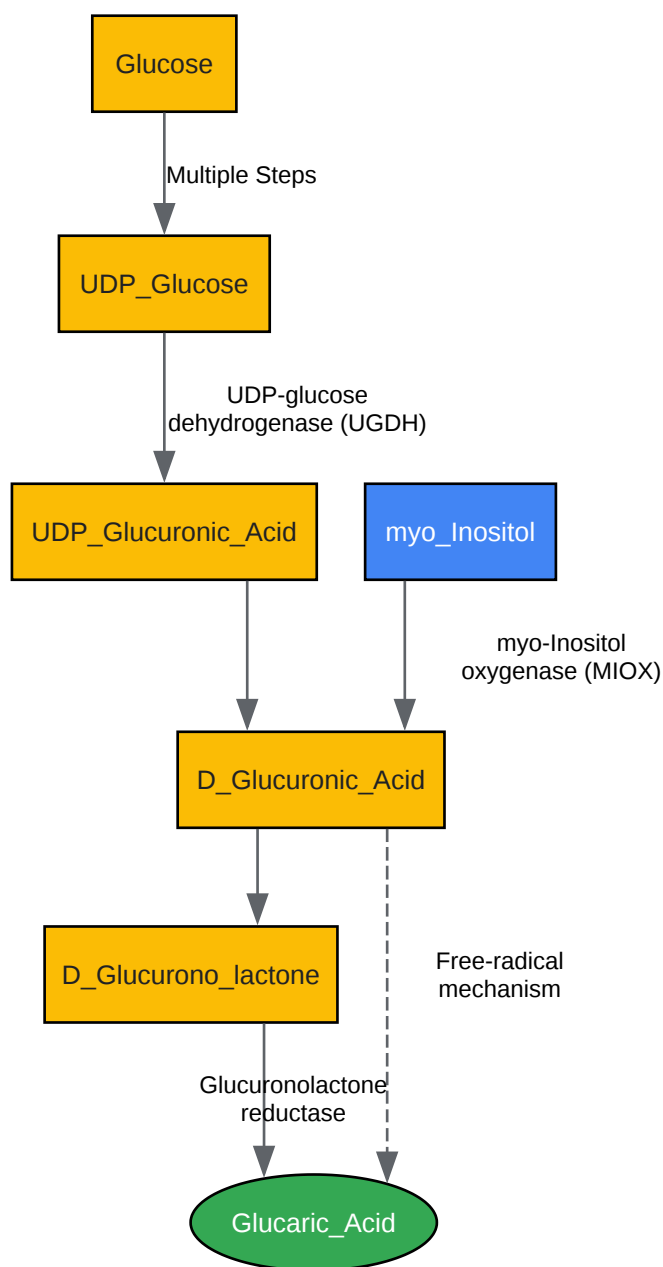 Glucose
Multiple Steps
UDP_Glucose
UDP-glucose
dehydrogenase (UGDH)
UDP_Glucuronic_Acid
myo_Inositol
myo-Inositol
oxygenase (MIOX)
D_Glucuronic_Acid
D_Glucurono_lactone
Free-radical
mechanism
Glucuronolactone
reductase
Glucaric_Acid